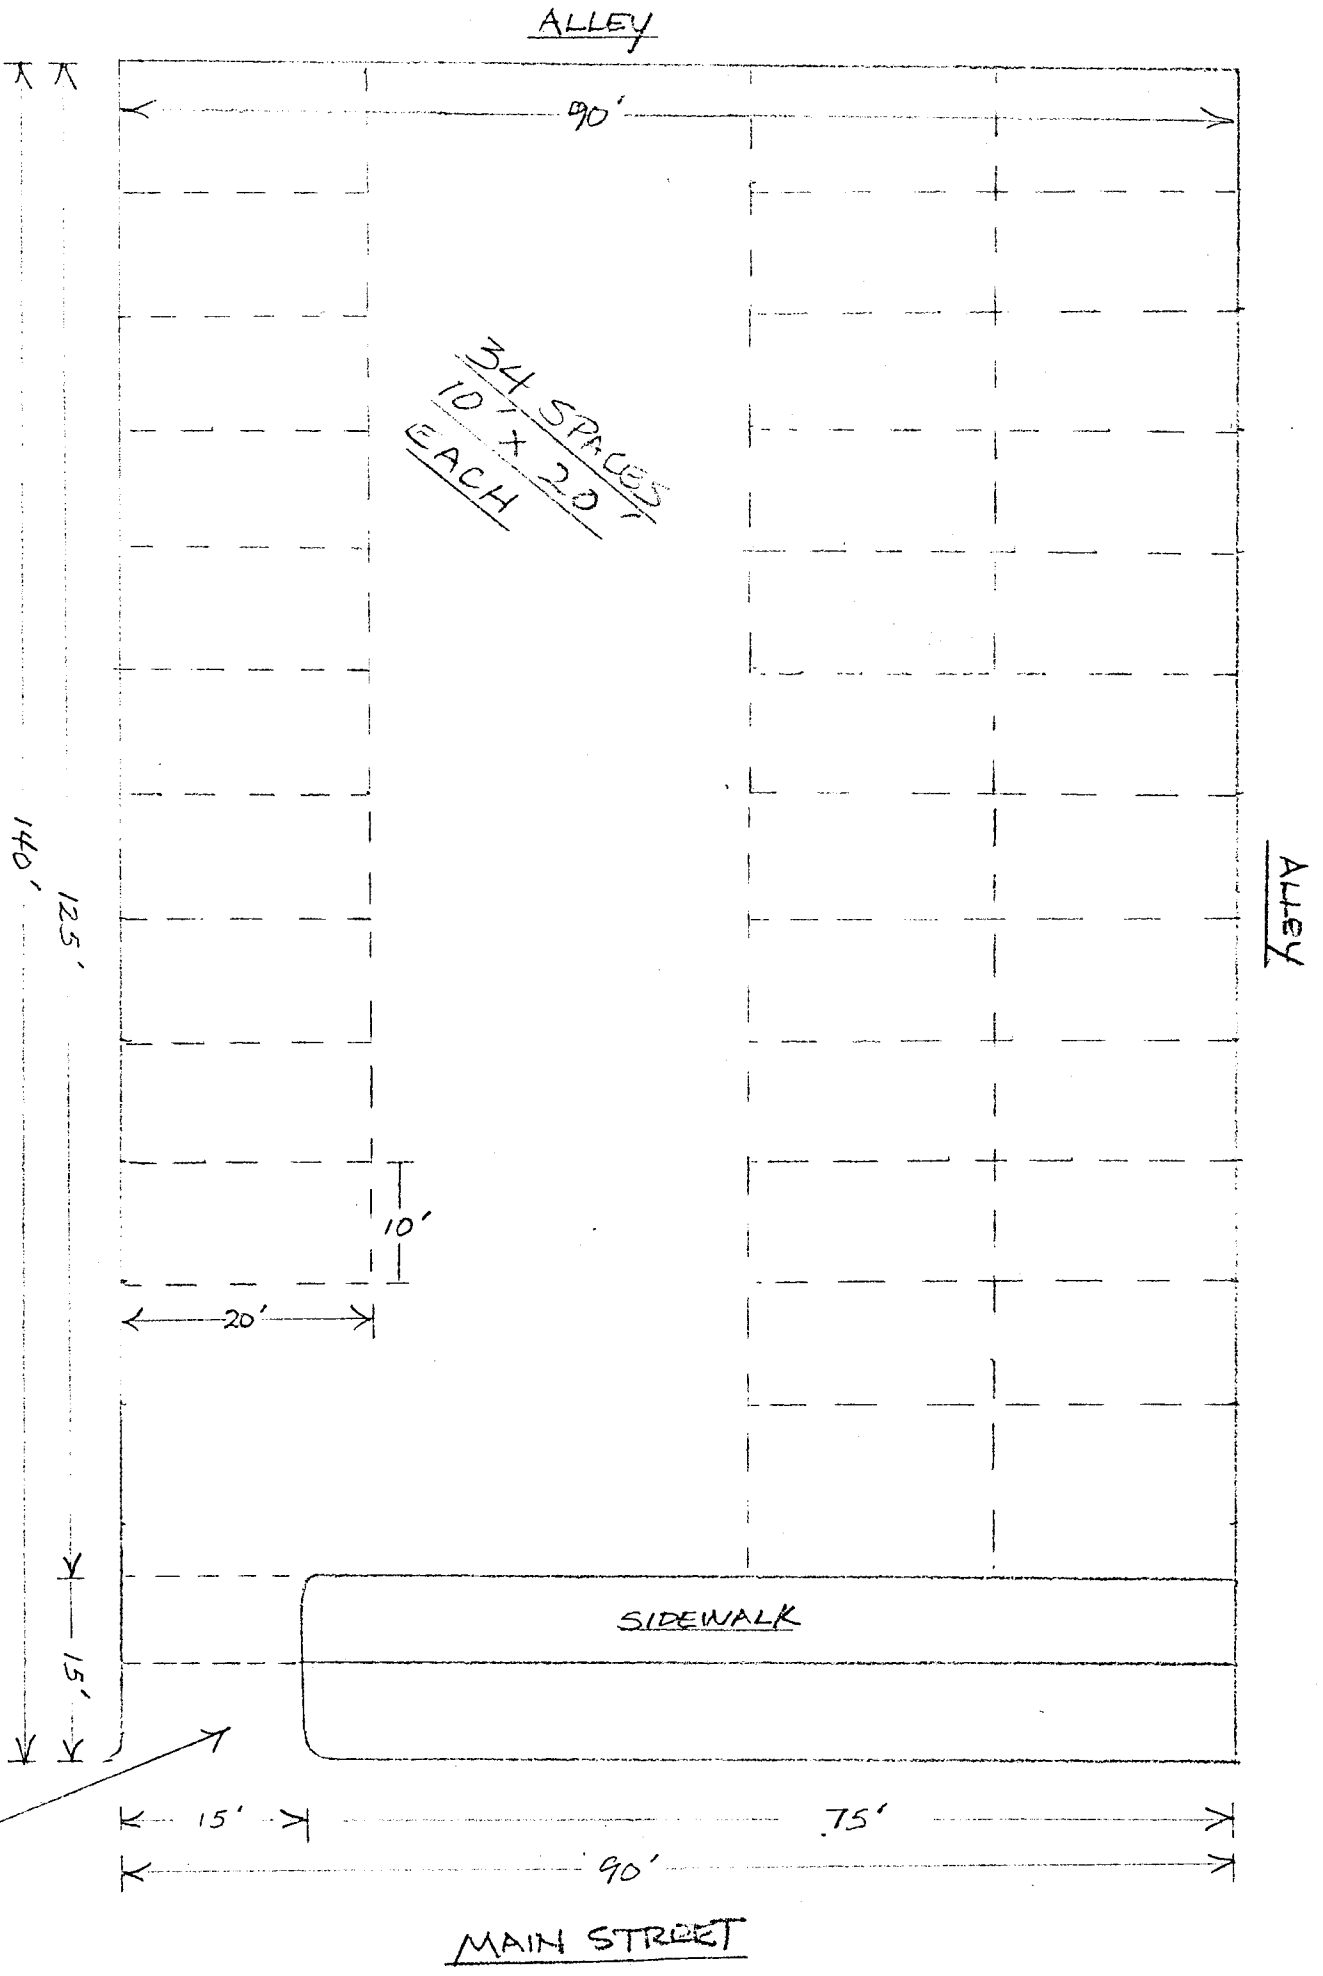 ALLEY
90'
34 SPACES
10' X 20'
EACH
140'
125'
ALLEY
10'
20'
SIDEWALK
15'
15'
75'
90'
MAIN STREET